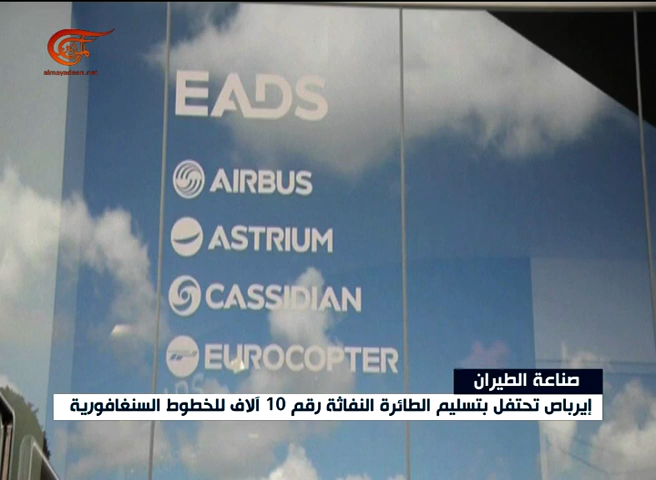 almayadeen.net
EADS
AIRBUS
ASTRIUM
CASSIDIAN
EUROCOPTER
صناعة الطيران
إيرباص تحتفل بتسليم الطائرة النفاثة رقم 10 آلاف للخطوط السنغافورية